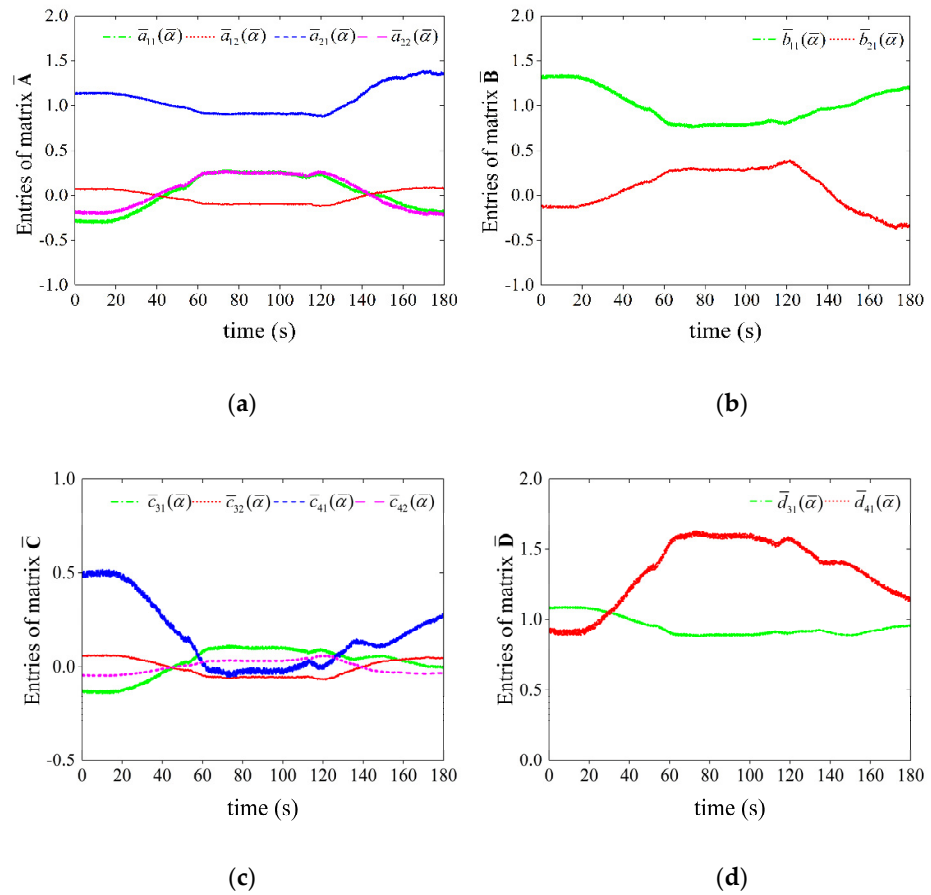 a̅₁₁(α̅) a̅₁₂(α̅) a̅₂₁(α̅) a̅₂₂(α̅)
Entries of matrix A̅
2.0
1.5
1.0
0.5
0.0
-0.5
-1.0
0 20 40 60 80 100 120 140 160 180
time (s)
(a)
b̅₁₁(α̅) b̅₂₁(α̅)
Entries of matrix B̅
2.0
1.5
1.0
0.5
0.0
-0.5
-1.0
0 20 40 60 80 100 120 140 160 180
time (s)
(b)
c̅₃₁(α̅) c̅₃₂(α̅) c̅₄₁(α̅) c̅₄₂(α̅)
Entries of matrix C̅
1.0
0.5
0.0
-0.5
0 20 40 60 80 100 120 140 160 180
time (s)
(c)
d̅₃₁(α̅) d̅₄₁(α̅)
Entries of matrix D̅
2.0
1.5
1.0
0.5
0.0
0 20 40 60 80 100 120 140 160 180
time (s)
(d)